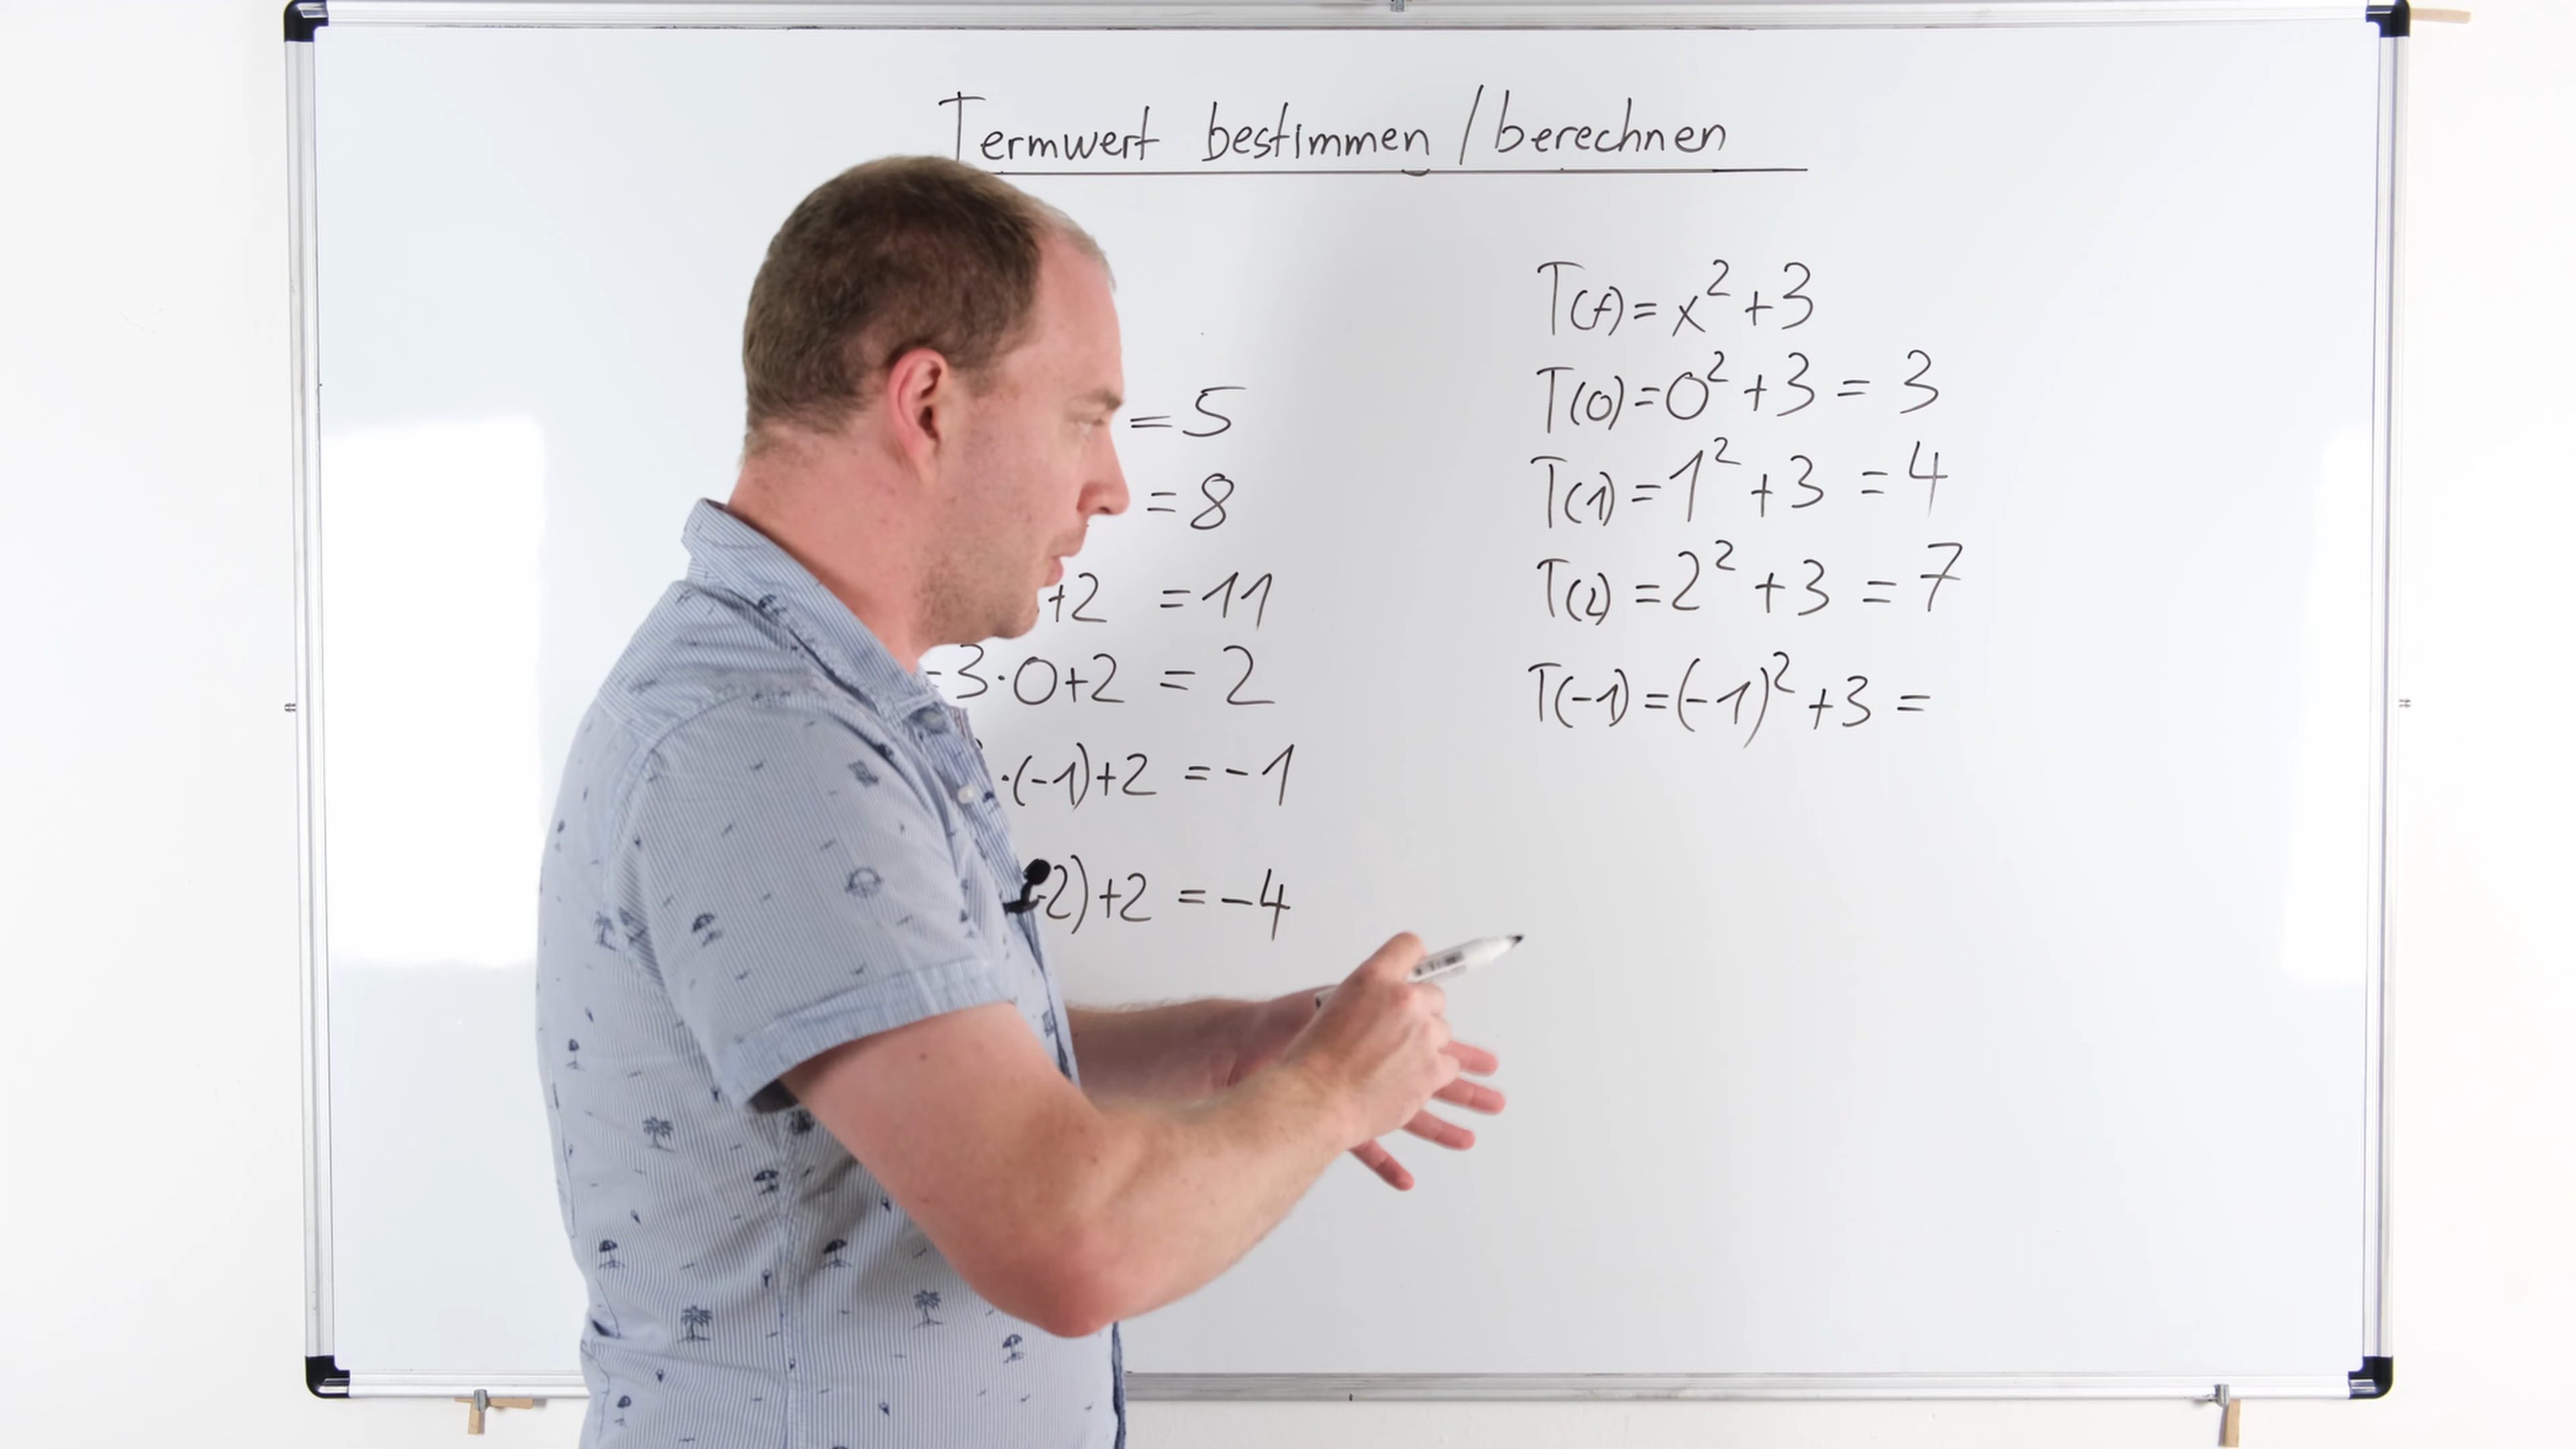 Termwert bestimmen / berechnen
= 5
= 8
+2 = 11
=3·0+2 = 2
·(-1)+2 = -1
-2)+2 = -4
T(x) = x² + 3
T(0) = 0² + 3 = 3
T(1) = 1² + 3 = 4
T(2) = 2² + 3 = 7
T(-1) = (-1)² + 3 =